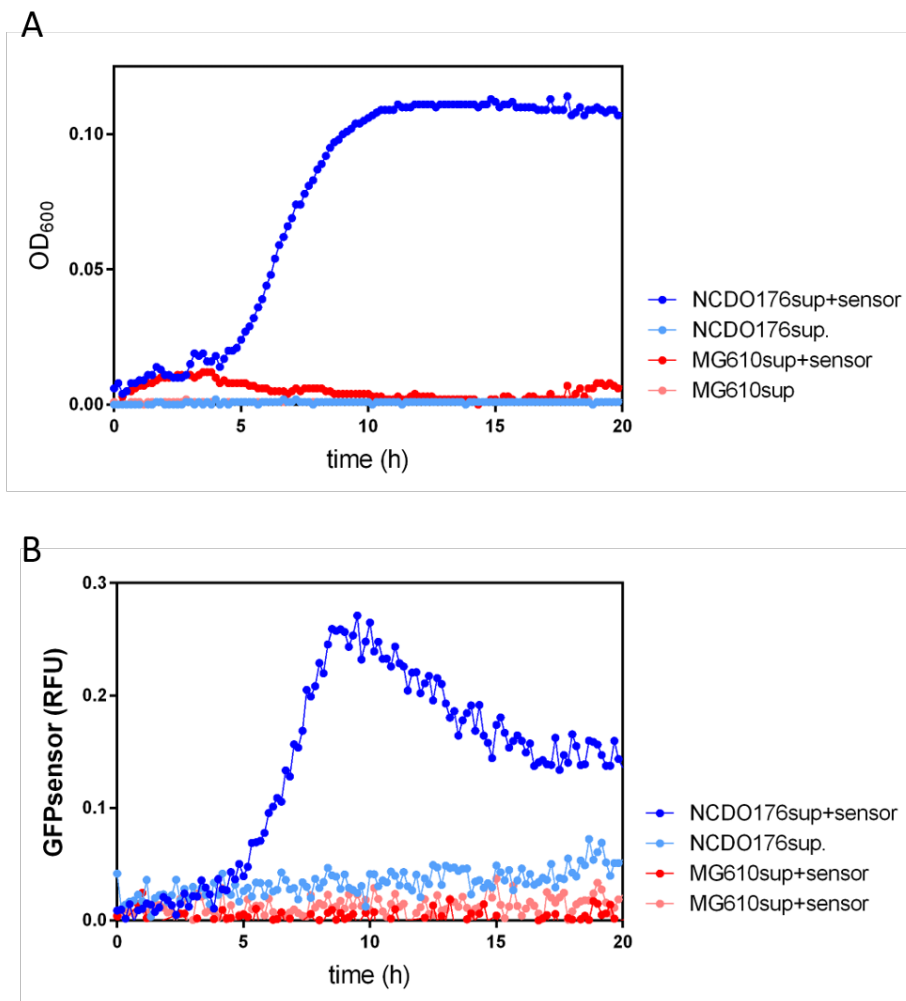 A
0.10
0.05
0.00
OD600
0 5 10 15 20
time (h)
NCDO176sup+sensor
NCDO176sup.
MG610sup+sensor
MG610sup
B
0.3
0.2
0.1
0.0
GFPsensor (RFU)
0 5 10 15 20
time (h)
NCDO176sup+sensor
NCDO176sup.
MG610sup+sensor
MG610sup+sensor